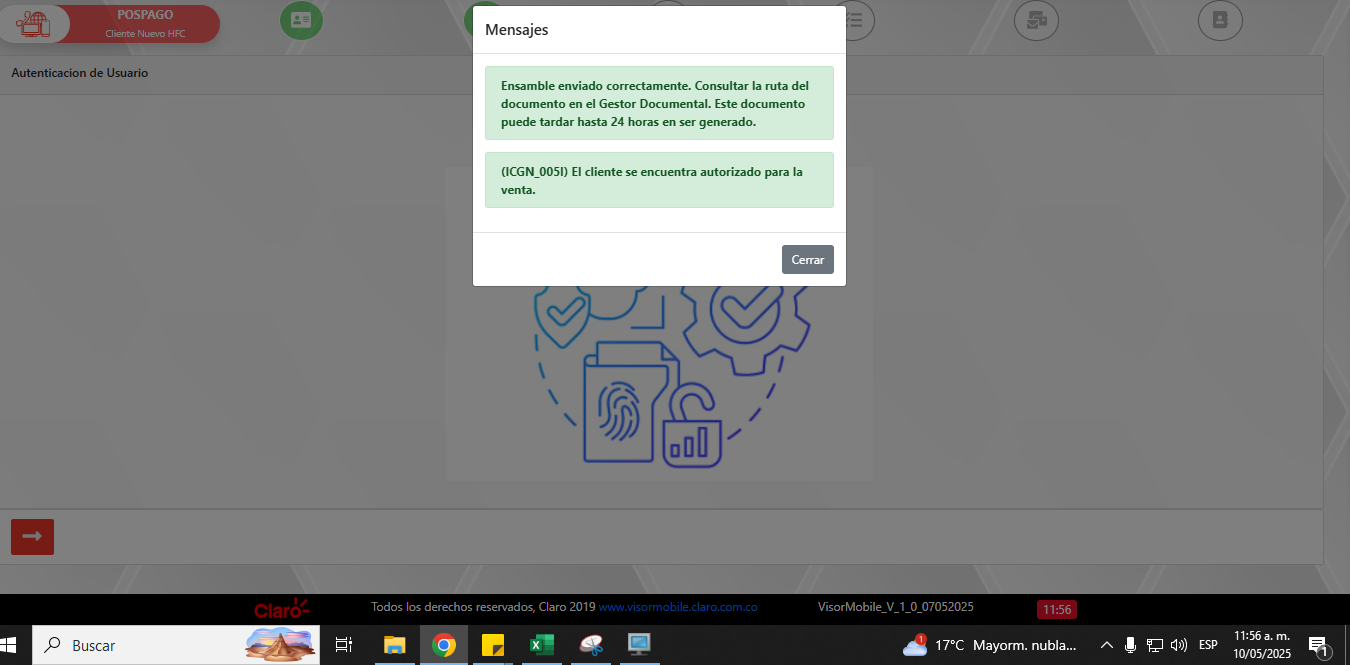 POSPAGO
Cliente Nuevo HFC
Mensajes
Autenticacion de Usuario
Ensamble enviado correctamente. Consultar la ruta del
documento en el Gestor Documental. Este documento
puede tardar hasta 24 horas en ser generado.
(ICGN_005I) El cliente se encuentra autorizado para la
venta.
Cerrar
Claro
Todos los derechos reservados, Claro 2019 www.visormobile.claro.com.co
VisorMobile_V_1_0_07052025
11:56
Buscar
1
17°C Mayorm. nubla...
ESP
11:56 a. m.
10/05/2025
1